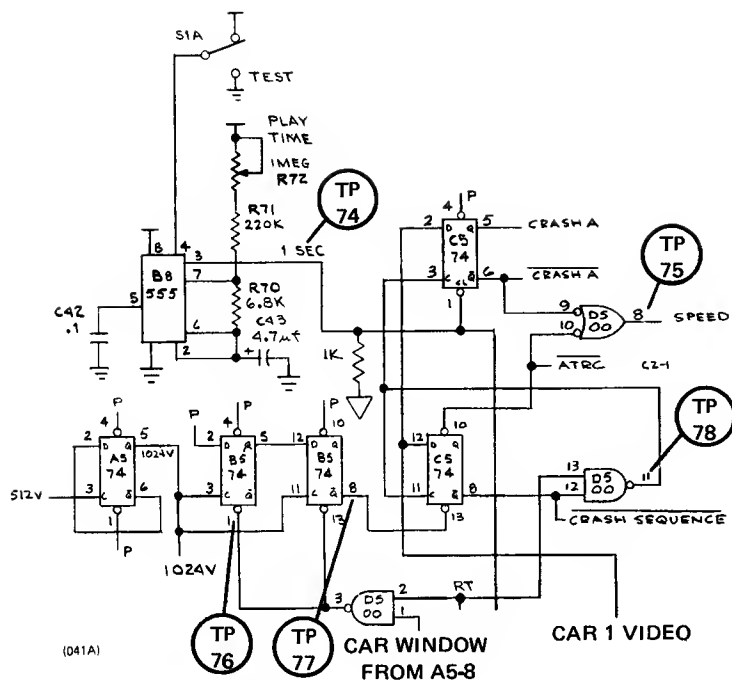 S1A
TEST
PLAY
TIME
1MEG
R72
TP
74
R71
220K
1 SEC
P
4
2 D Q 5
CRASH A
C5
74
3 C Q̅ 6
CL
1
CRASH A
TP
75
9
10
D5
00
8
SPEED
8 4
3
7
B8
555
5
6
2
R70
6.8K
C43
4.7µf
+
C42
.1
1K
ATRC
C2-1
TP
78
P
4
2 D Q 5
A5
74
1024V
512V
3 C Q̅ 6
1
P
P
P
4
2 D Q 5
B5
74
3 C Q̅
1
P
10
12 D Q
B5
74
11 C Q̅ 8
13
10
12 D Q
C5
74
11 C Q̅ 8
13
13
12
D5
00
11
CRASH SEQUENCE
1024V
3
D5
00
2
1
RT
TP
76
TP
77
CAR WINDOW
FROM A5-8
CAR 1 VIDEO
(041A)